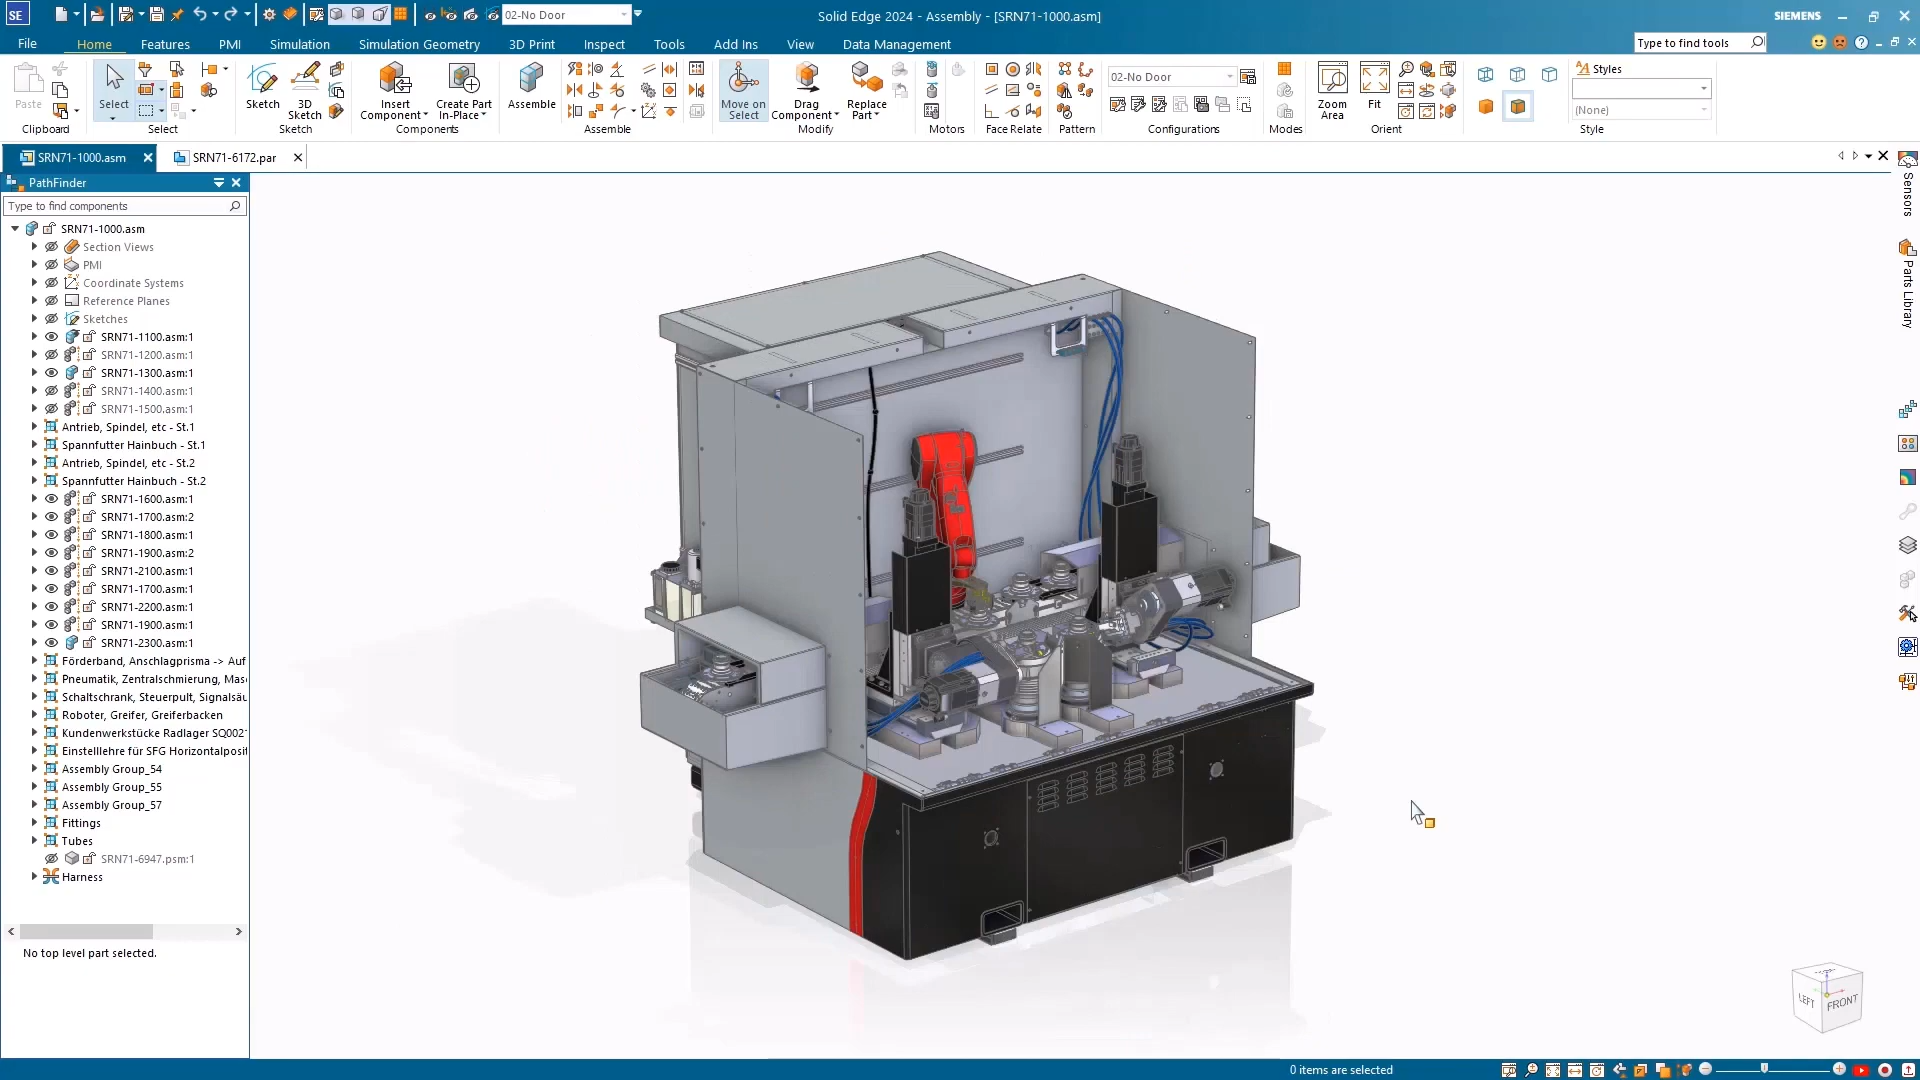 SE
02-No Door
Solid Edge 2024 - Assembly - [SRN71-1000.asm]
SIEMENS
File
Home
Features
PMI
Simulation
Simulation Geometry
3D Print
Inspect
Tools
Add Ins
View
Data Management
Type to find tools
Paste
Clipboard
Select
Select
Sketch
3D Sketch
Sketch
Insert Component
Create Part In-Place
Components
Assemble
Assemble
Move on Select
Drag Component
Replace Part
Modify
Motors
Face Relate
Pattern
02-No Door
Configurations
Modes
Zoom Area
Fit
Orient
Styles
(None)
Style
SRN71-1000.asm
SRN71-6172.par
PathFinder
Type to find components
SRN71-1000.asm
Section Views
PMI
Coordinate Systems
Reference Planes
Sketches
SRN71-1100.asm:1
SRN71-1200.asm:1
SRN71-1300.asm:1
SRN71-1400.asm:1
SRN71-1500.asm:1
Antrieb, Spindel, etc - St.1
Spannfutter Hainbuch - St.1
Antrieb, Spindel, etc - St.2
Spannfutter Hainbuch - St.2
SRN71-1600.asm:1
SRN71-1700.asm:2
SRN71-1800.asm:1
SRN71-1900.asm:2
SRN71-2100.asm:1
SRN71-1700.asm:1
SRN71-2200.asm:1
SRN71-1900.asm:1
SRN71-2300.asm:1
Förderband, Anschlagprisma -> Auf
Pneumatik, Zentralschmierung, Mas
Schaltschrank, Steuerpult, Signalsäu
Roboter, Greifer, Greiferbacken
Kundenwerkstücke Radlager SQ002
Einstelllehre für SFG Horizontalposit
Assembly Group_54
Assembly Group_55
Assembly Group_57
Fittings
Tubes
SRN71-6947.psm:1
Harness
No top level part selected.
Sensors
Parts Library
LEFT
FRONT
0 items are selected